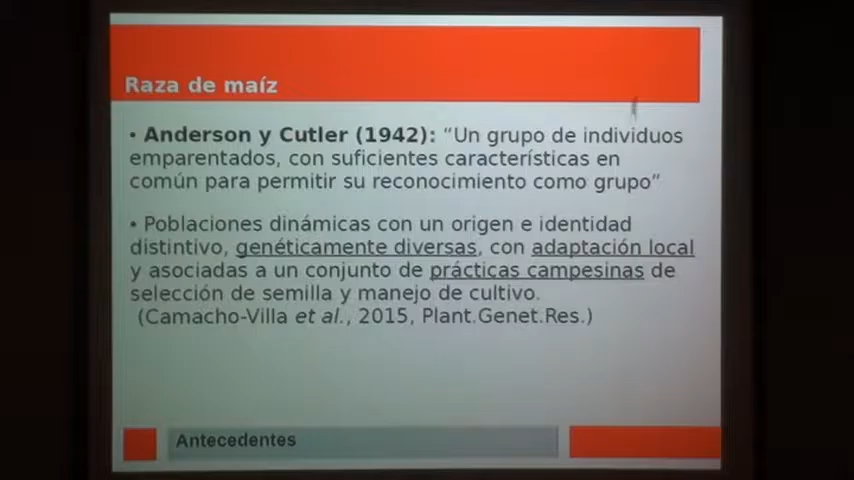 Raza de maíz
• Anderson y Cutler (1942): “Un grupo de individuos
emparentados, con suficientes características en
común para permitir su reconocimiento como grupo”
• Poblaciones dinámicas con un origen e identidad
distintivo, genéticamente diversas, con adaptación local
y asociadas a un conjunto de prácticas campesinas de
selección de semilla y manejo de cultivo.
(Camacho-Villa et al., 2015, Plant.Genet.Res.)
Antecedentes